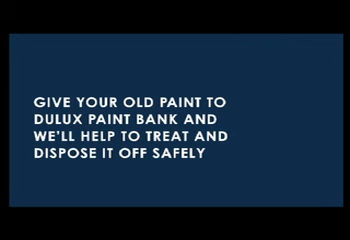 GIVE YOUR OLD PAINT TO
DULUX PAINT BANK AND
WE'LL HELP TO TREAT AND
DISPOSE IT OFF SAFELY